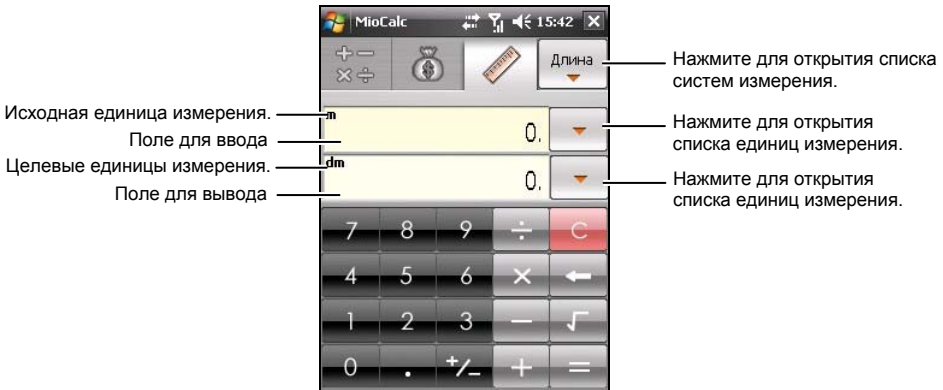 MioCalc 15:42
Длина
Нажмите для открытия списка
систем измерения.
Исходная единица измерения.
m
0.
Поле для ввода
Нажмите для открытия
списка единиц измерения.
Целевые единицы измерения.
dm
0.
Поле для вывода
Нажмите для открытия
списка единиц измерения.
7 8 9 ÷ C
4 5 6 × ←
1 2 3 − √
0 . +/− + =